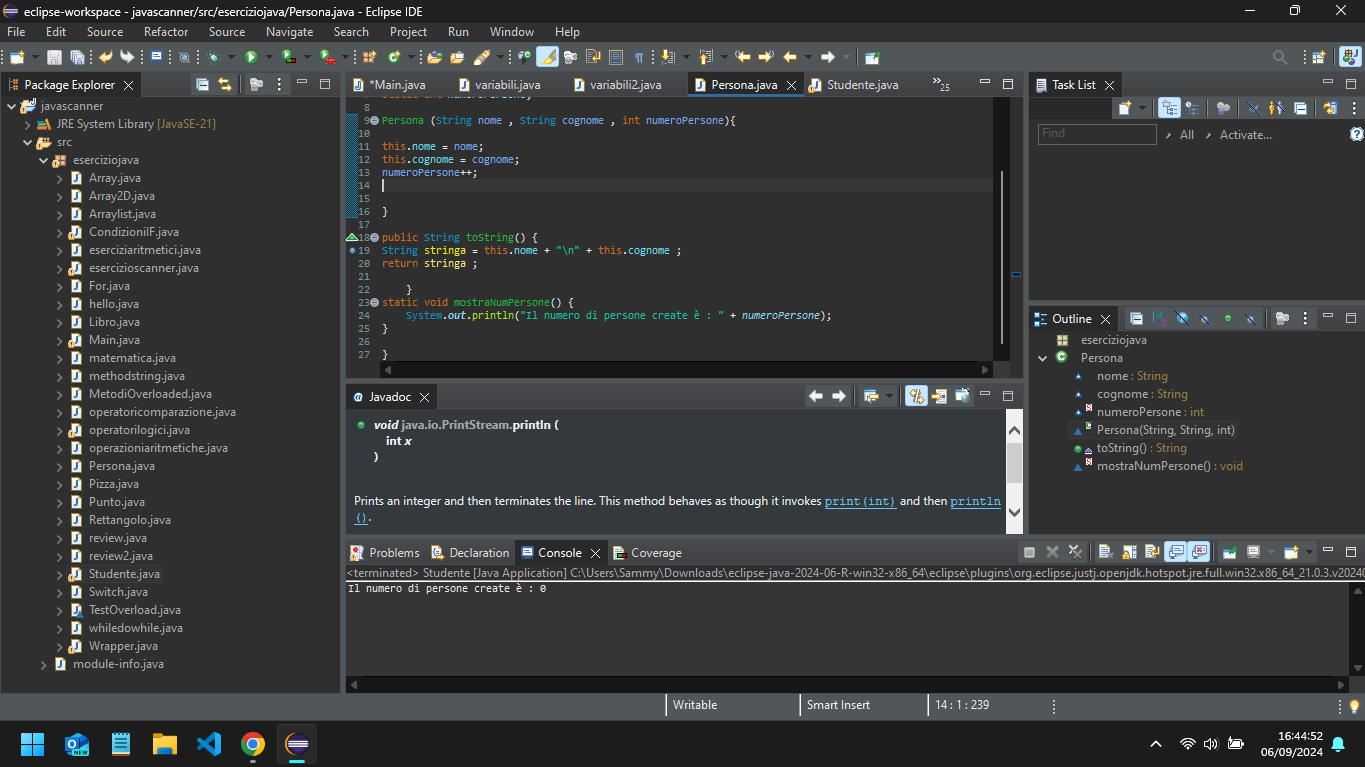 eclipse-workspace - javascanner/src/eserciziojava/Persona.java - Eclipse IDE
File Edit Source Refactor Source Navigate Search Project Run Window Help
Package Explorer
javascanner
JRE System Library [JavaSE-21]
src
eserciziojava
Array.java
Array2D.java
Arraylist.java
CondizioniIF.java
eserciziaritmetici.java
esercizioscanner.java
For.java
hello.java
Libro.java
Main.java
matematica.java
methodstring.java
MetodiOverloaded.java
operatoricomparazione.java
operatorilogici.java
operazioniaritmetiche.java
Persona.java
Pizza.java
Punto.java
Rettangolo.java
review.java
review2.java
Studente.java
Switch.java
TestOverload.java
whiledowhile.java
Wrapper.java
module-info.java
*Main.java variabili.java variabili2.java Persona.java Studente.java »25
8
9 Persona (String nome , String cognome , int numeroPersone){
10
11 this.nome = nome;
12 this.cognome = cognome;
13 numeroPersone++;
14
15
16 }
17
18 public String toString() {
19 String stringa = this.nome + "\n" + this.cognome ;
20 return stringa ;
21
22 }
23 static void mostraNumPersone() {
24 System.out.println("Il numero di persone create è : " + numeroPersone);
25 }
26
27 }
Javadoc
void java.io.PrintStream.println (
int x
)
Prints an integer and then terminates the line. This method behaves as though it invokes print(int) and then println
().
Problems Declaration Console Coverage
<terminated> Studente [Java Application] C:\Users\Sammy\Downloads\eclipse-java-2024-06-R-win32-x86_64\eclipse\plugins\org.eclipse.justj.openjdk.hotspot.jre.full.win32.x86_64_21.0.3.v20240
Il numero di persone create è : 0
Task List
Find All Activate...
Outline
eserciziojava
Persona
nome : String
cognome : String
numeroPersone : int
Persona(String, String, int)
toString() : String
mostraNumPersone() : void
Writable Smart Insert 14 : 1 : 239
NEW
16:44:52
06/09/2024